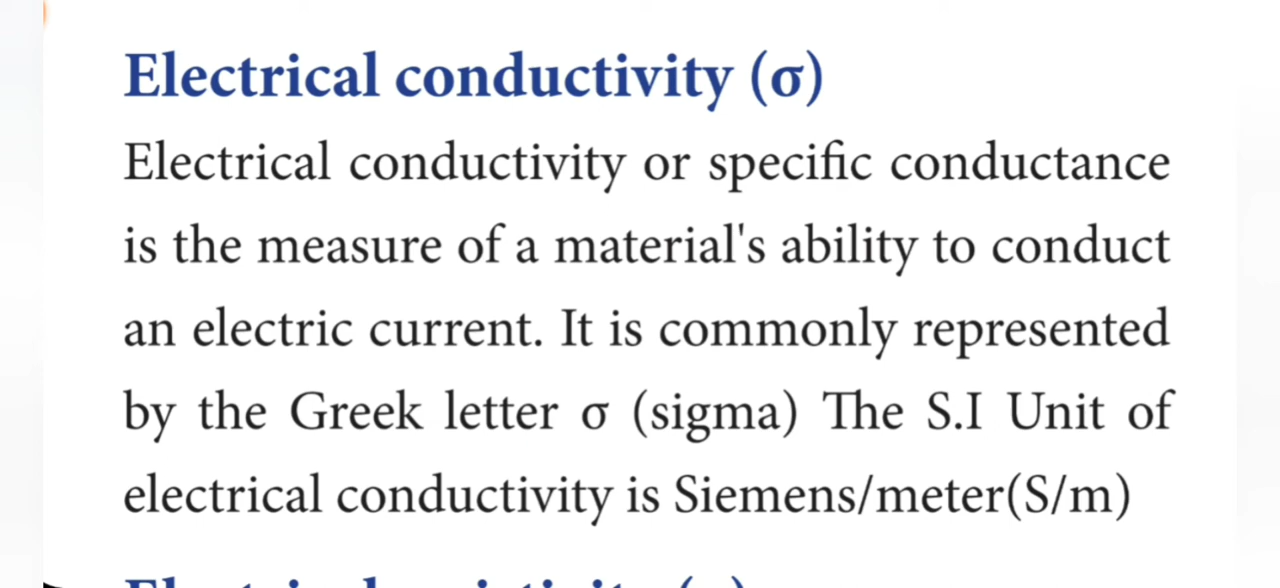 Electrical conductivity (σ)
Electrical conductivity or specific conductance
is the measure of a material's ability to conduct
an electric current. It is commonly represented
by the Greek letter σ (sigma) The S.I Unit of
electrical conductivity is Siemens/meter(S/m)